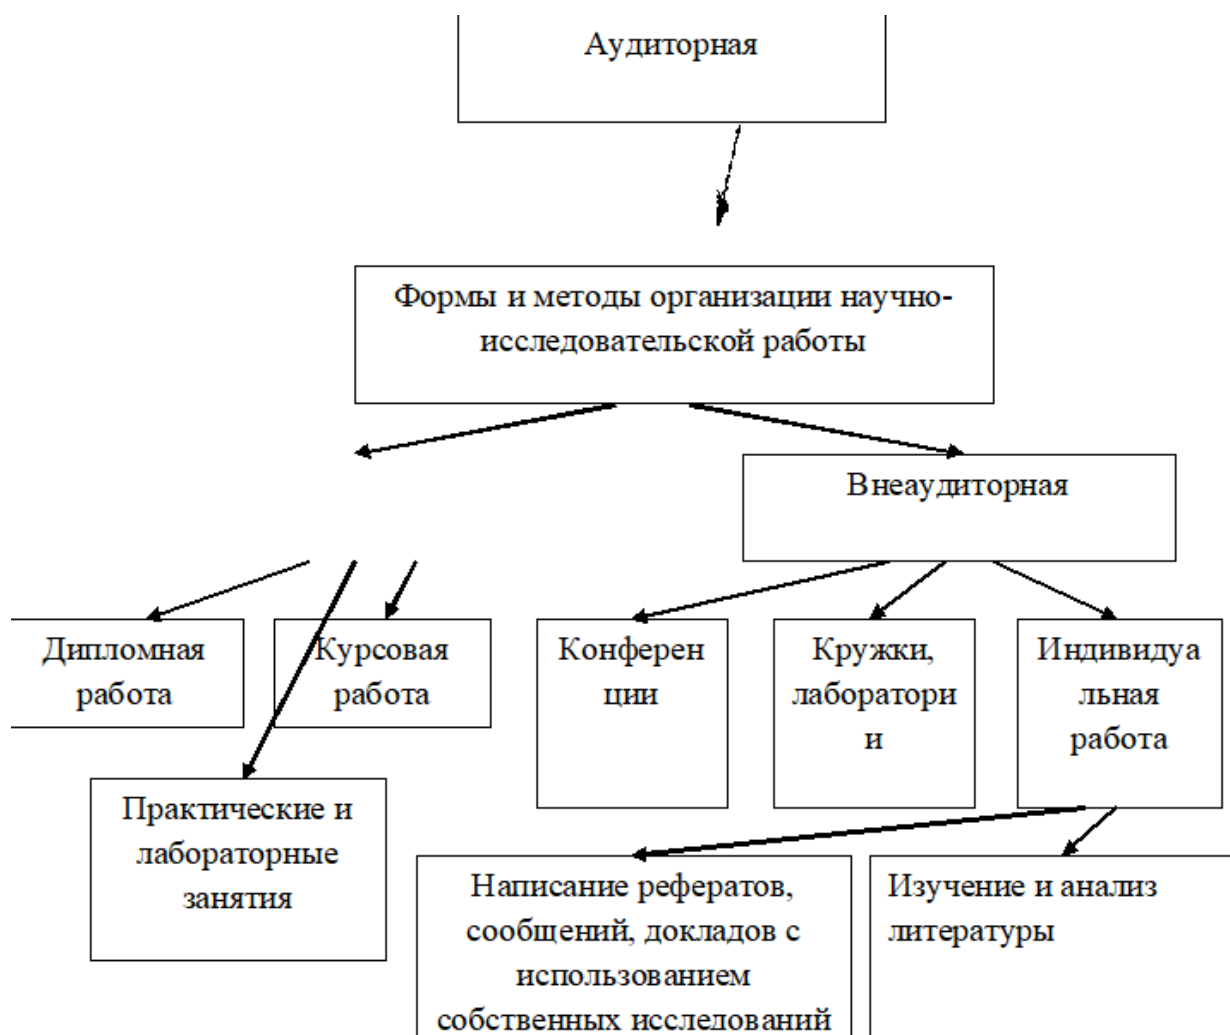 Аудиторная
Формы и методы организации научно-
исследовательской работы
Внеаудиторная
Дипломная
работа
Курсовая
работа
Конферен
ции
Кружки,
лаборатори
и
Индивидуа
льная
работа
Практические и
лабораторные
занятия
Написание рефератов,
сообщений, докладов с
использованием
собственных исследований
Изучение и анализ
литературы